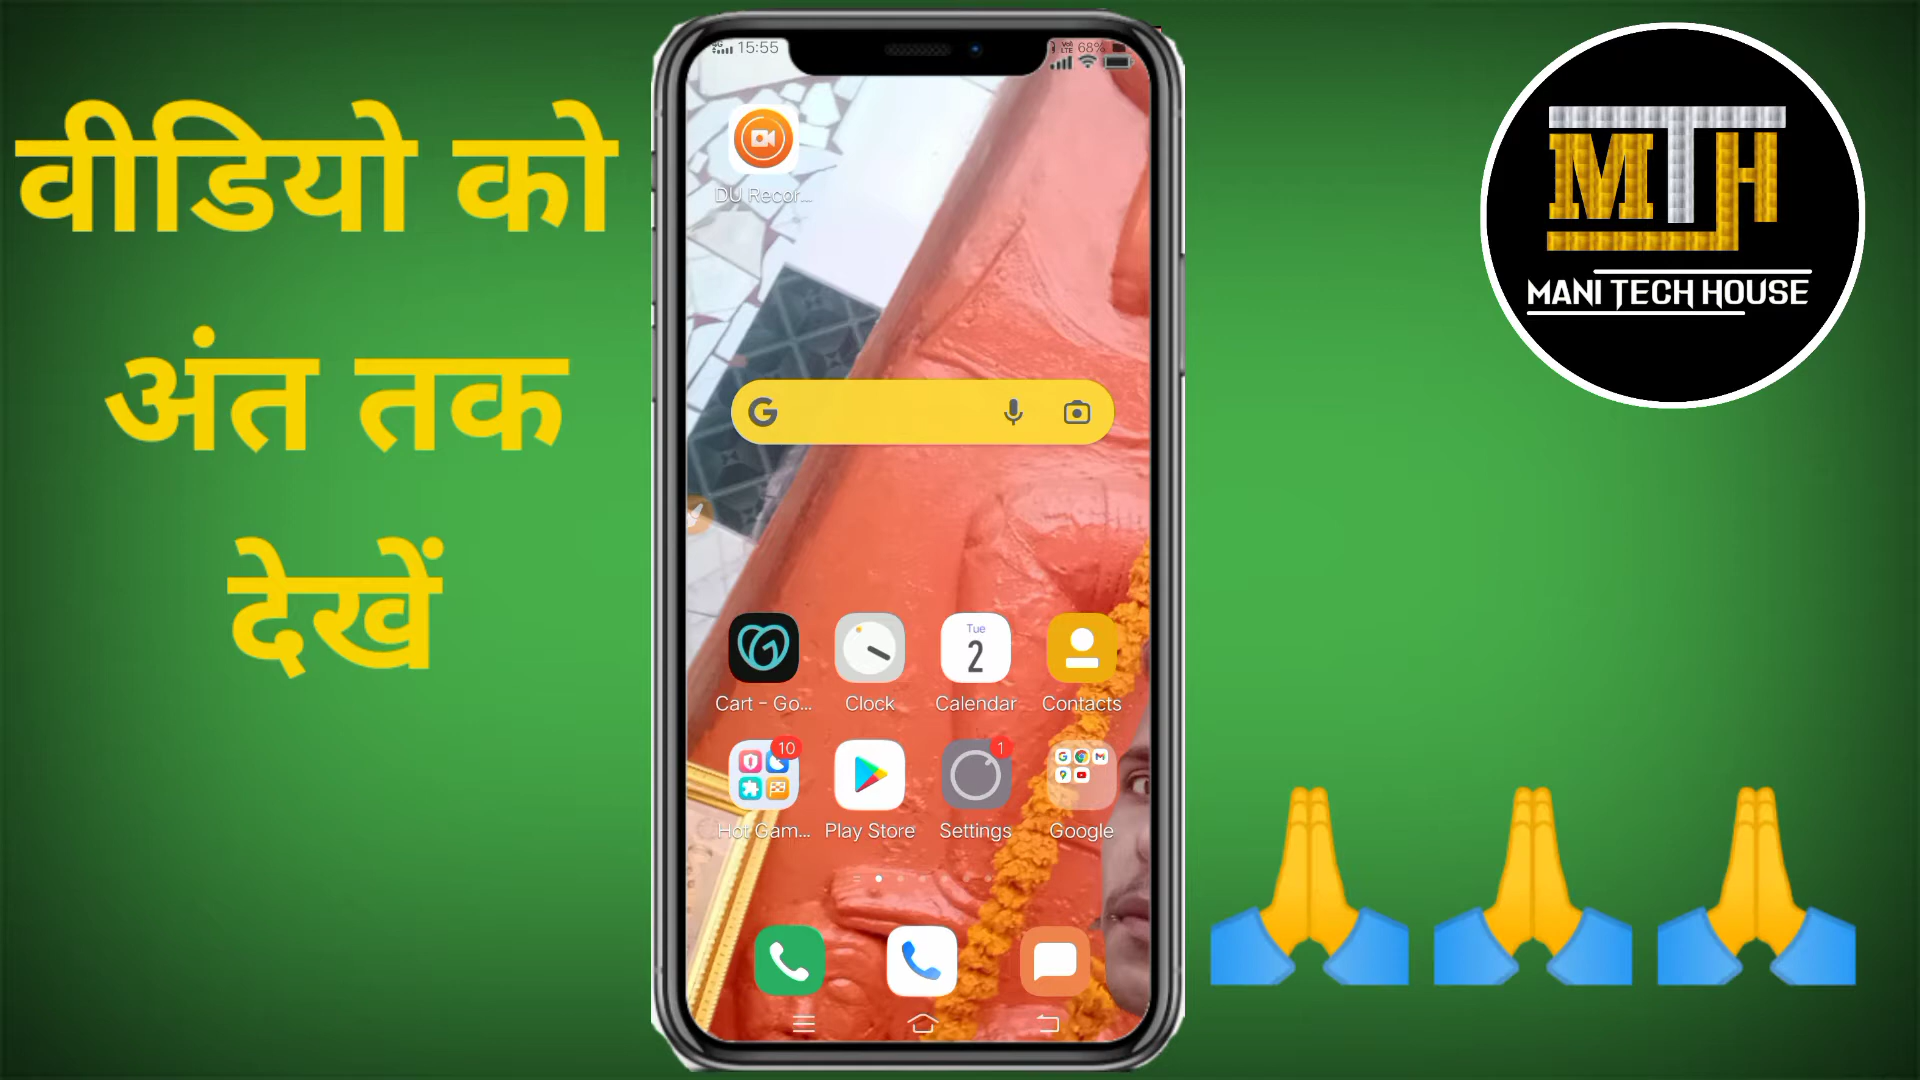 वीडियो को
अंत तक
देखें
15:55
68%
DU Recor...
Tue
2
Cart - Go...
Clock
Calendar
Contacts
10
1
Hot Gam...
Play Store
Settings
Google
MTH
MANI TECH HOUSE